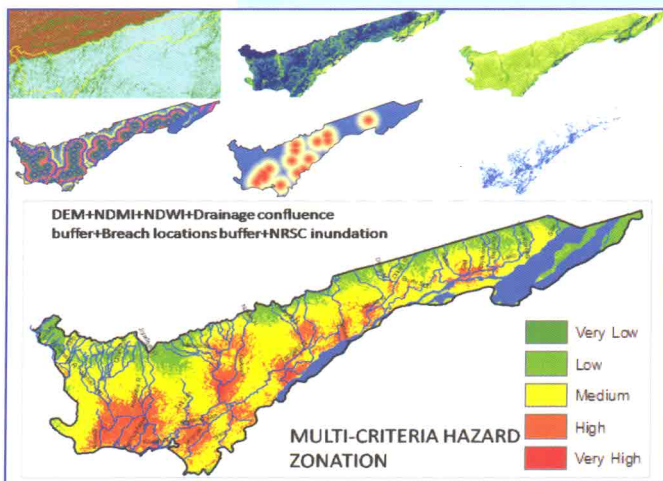 DEM+NDMI+NDWI+Drainage confluence
buffer+Breach locations buffer+NRSC inundation
Very Low
Low
Medium
High
Very High
MULTI-CRITERIA HAZARD
ZONATION